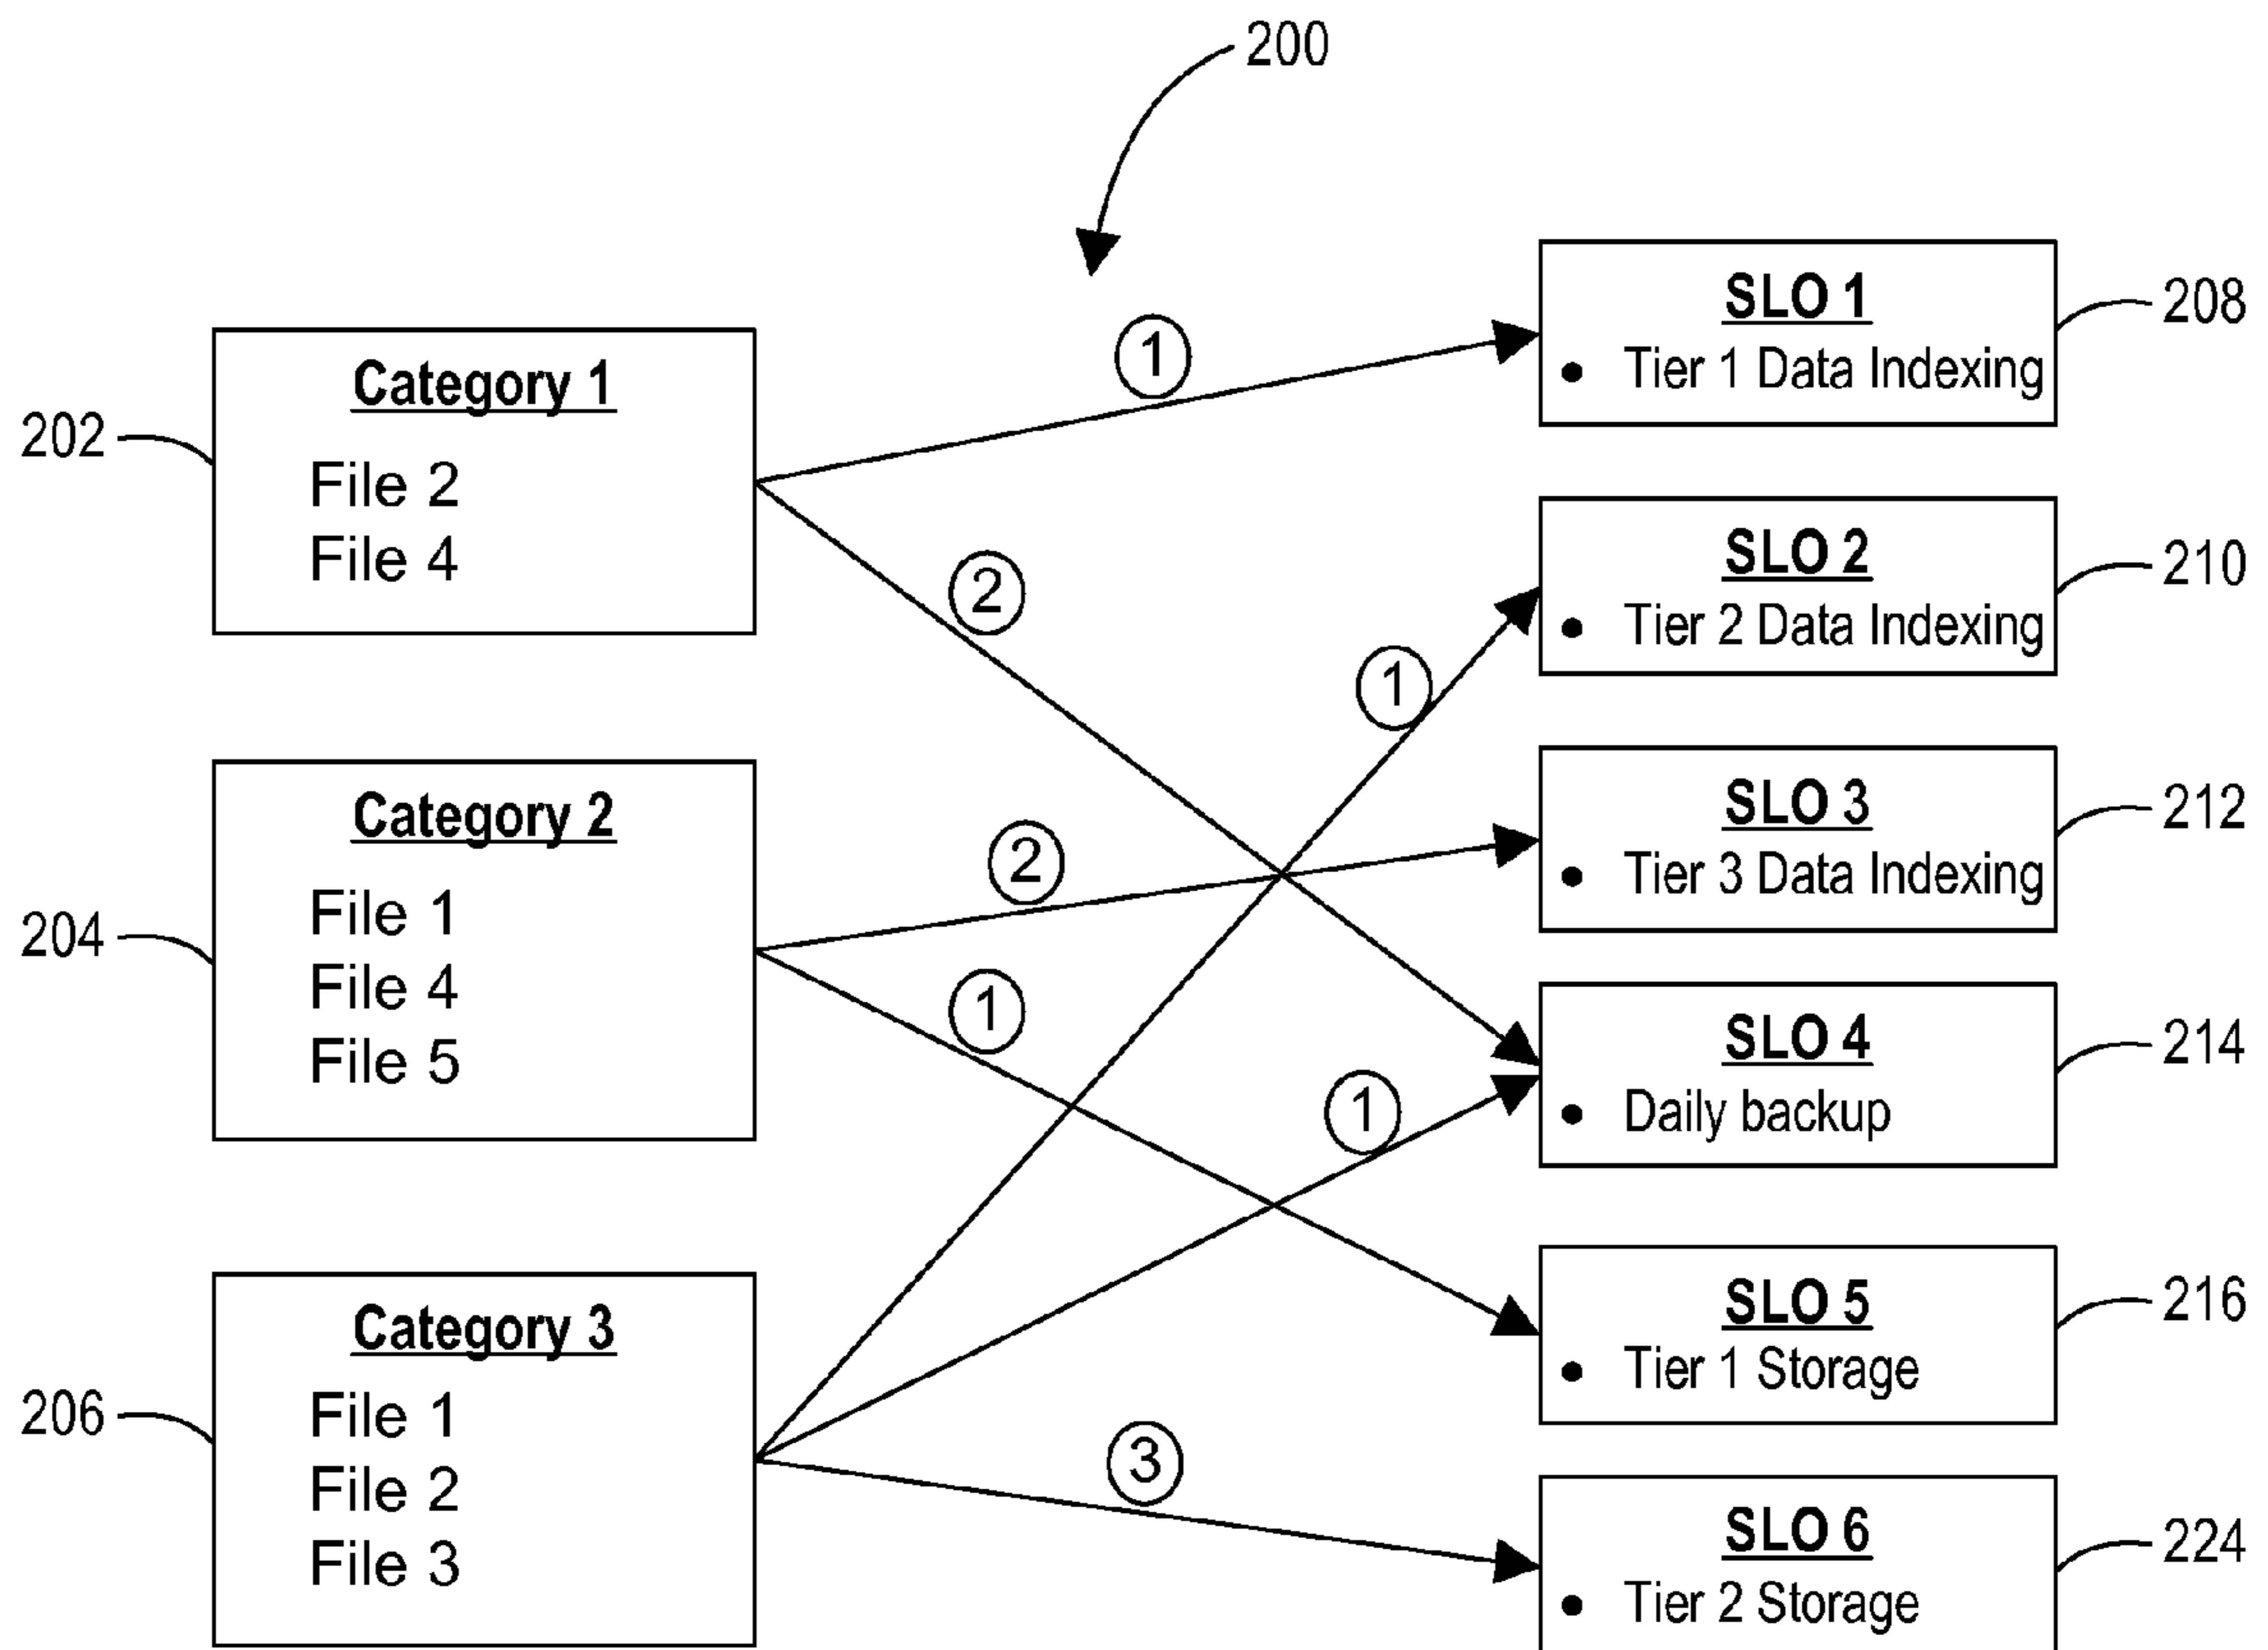 200
202
Category 1
File 2
File 4
204
Category 2
File 1
File 4
File 5
206
Category 3
File 1
File 2
File 3
1
2
1
2
1
1
3
SLO 1
• Tier 1 Data Indexing
208
SLO 2
• Tier 2 Data Indexing
210
SLO 3
• Tier 3 Data Indexing
212
SLO 4
• Daily backup
214
SLO 5
• Tier 1 Storage
216
SLO 6
• Tier 2 Storage
224